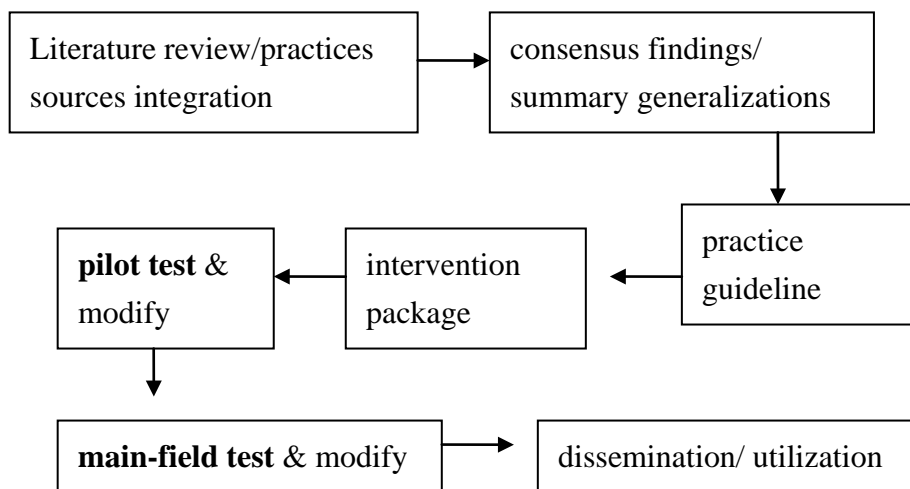 Literature review/practices
sources integration
consensus findings/
summary generalizations
practice
guideline
intervention
package
pilot test &
modify
main-field test & modify
dissemination/ utilization